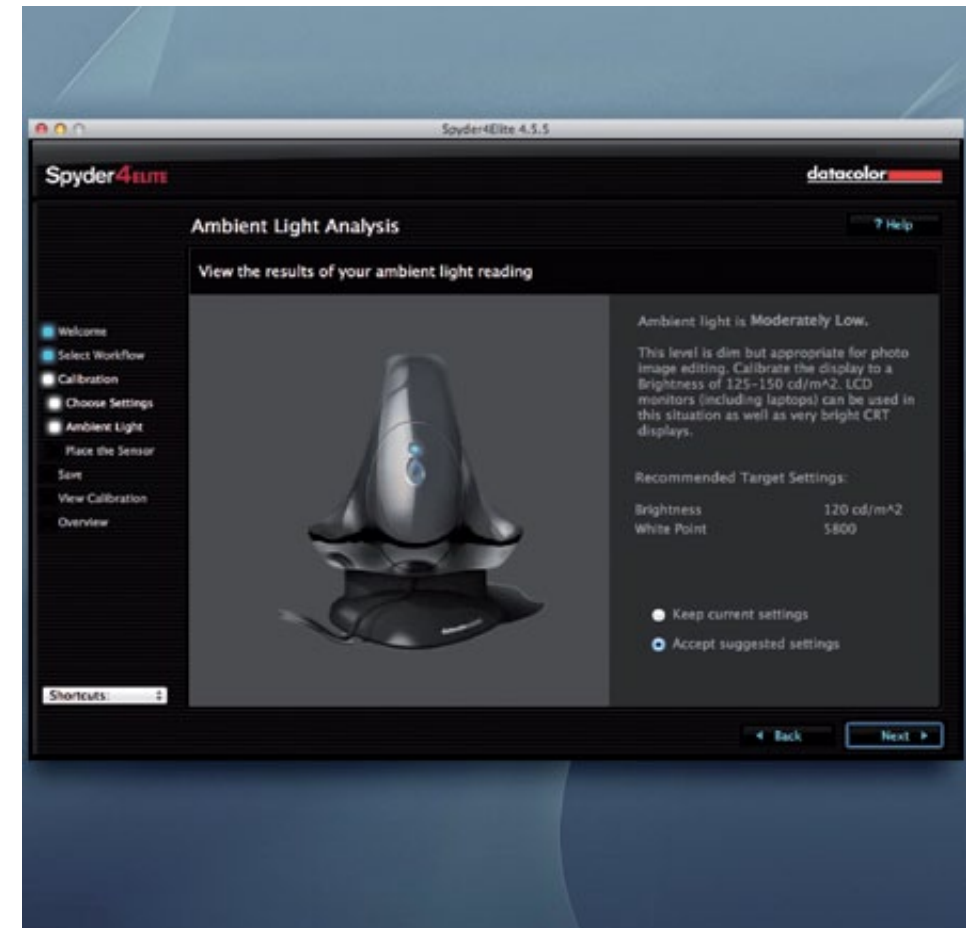 Spyder4Elite 4.5.5
Spyder4ELITE
datacolor
Ambient Light Analysis
? Help
View the results of your ambient light reading
Welcome
Select Workflow
Calibration
Choose Settings
Ambient Light
Place the Sensor
Save
View Calibration
Overview
Shortcuts:
Ambient light is Moderately Low.
This level is dim but appropriate for photo
image editing. Calibrate the display to a
Brightness of 125-150 cd/m^2. LCD
monitors (including laptops) can be used in
this situation as well as very bright CRT
displays.
Recommended Target Settings:
Brightness 120 cd/m^2
White Point 5800
Keep current settings
Accept suggested settings
Back
Next